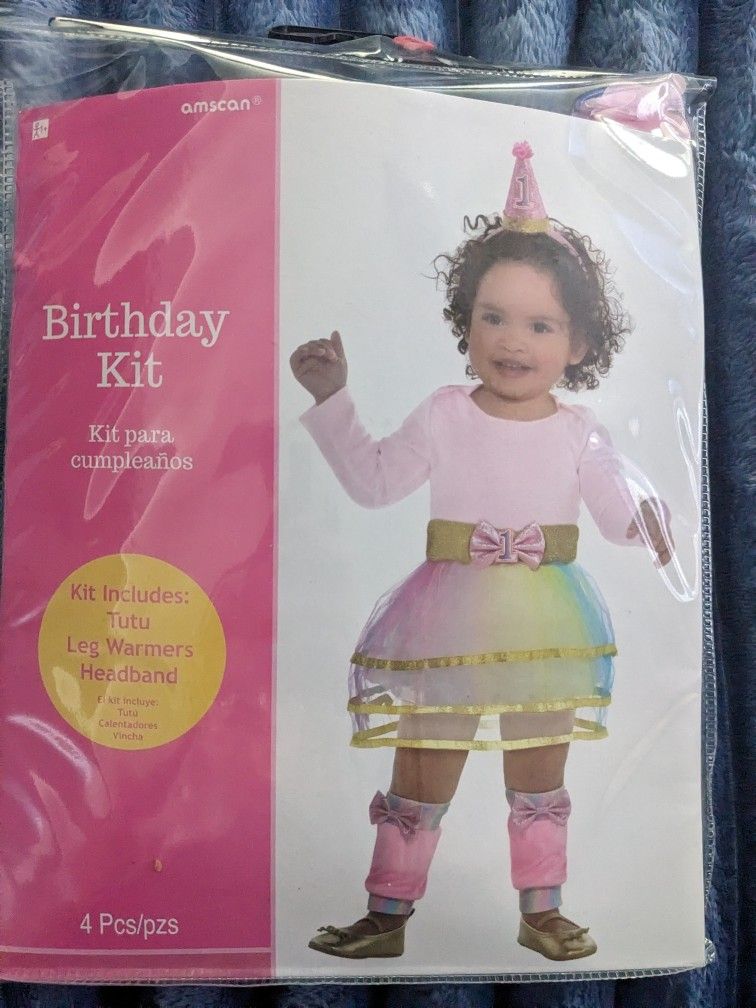 amscan®
1
Birthday
Kit
Kit para
cumpleaños
1
Kit Includes:
Tutu
Leg Warmers
Headband
El kit incluye:
Tutú
Calentadores
Vincha
4 Pcs/pzs